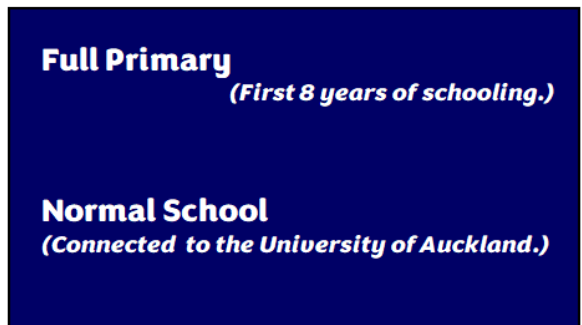 Full Primary
(First 8 years of schooling.)
Normal School
(Connected  to the University of Auckland.)